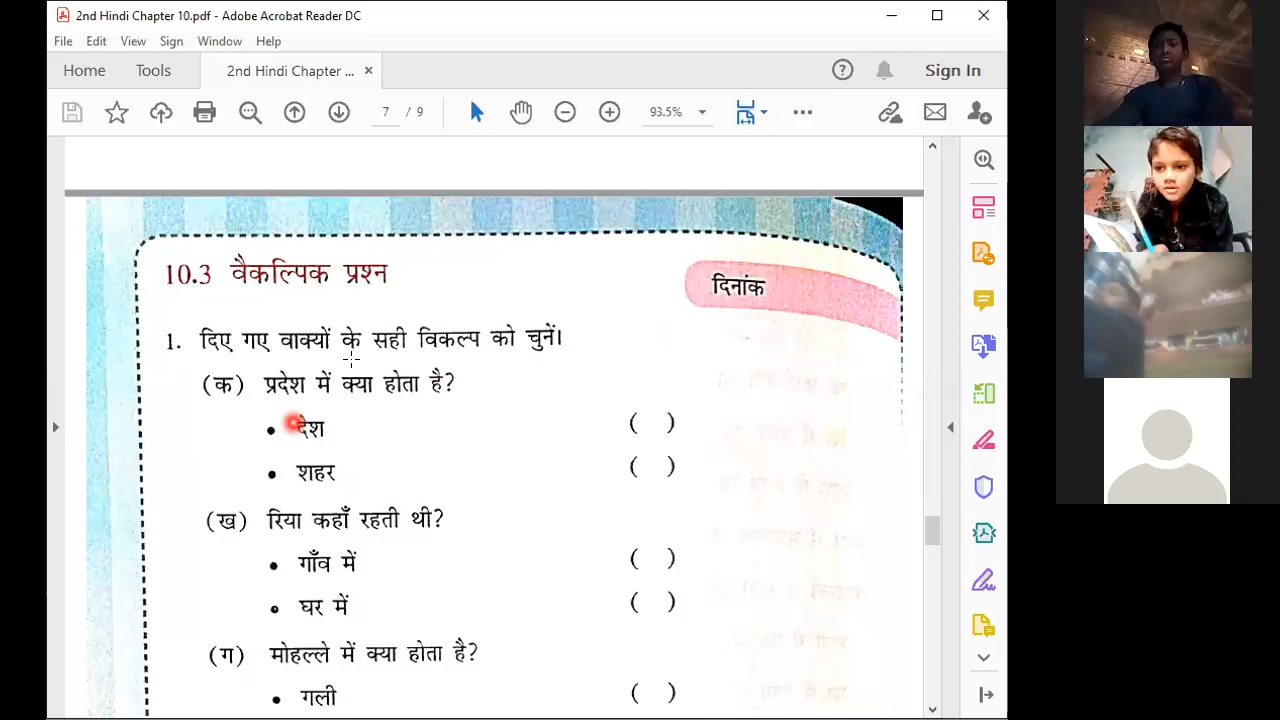 2nd Hindi Chapter 10.pdf - Adobe Acrobat Reader DC
File Edit View Sign Window Help
Home Tools 2nd Hindi Chapter ... × Sign In
7 / 9 93.5%
10.3 वैकल्पिक प्रश्न
दिनांक
1. दिए गए वाक्यों के सही विकल्प को चुनें।
(क) प्रदेश में क्या होता है?
• देश ( )
• शहर ( )
(ख) रिया कहाँ रहती थी?
• गाँव में ( )
• घर में ( )
(ग) मोहल्ले में क्या होता है?
• गली ( )